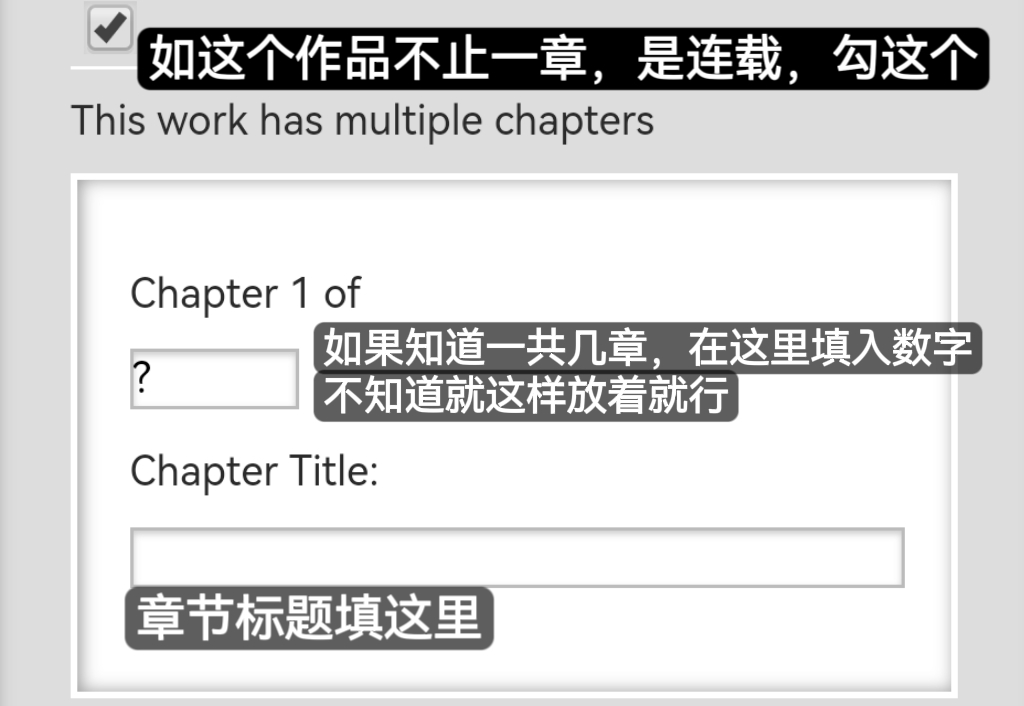 如这个作品不止一章，是连载，勾这个
This work has multiple chapters
Chapter 1 of
?
如果知道一共几章，在这里填入数字
不知道就这样放着就行
Chapter Title:
章节标题填这里